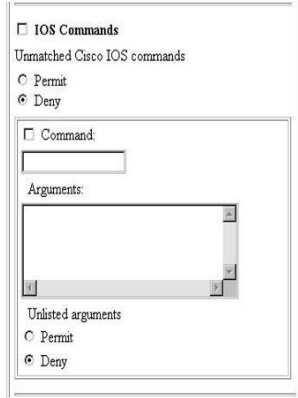 IOS Commands
Unmatched Cisco IOS commands
Permit
Deny
Command:
Arguments:
Unlisted arguments
Permit
Deny